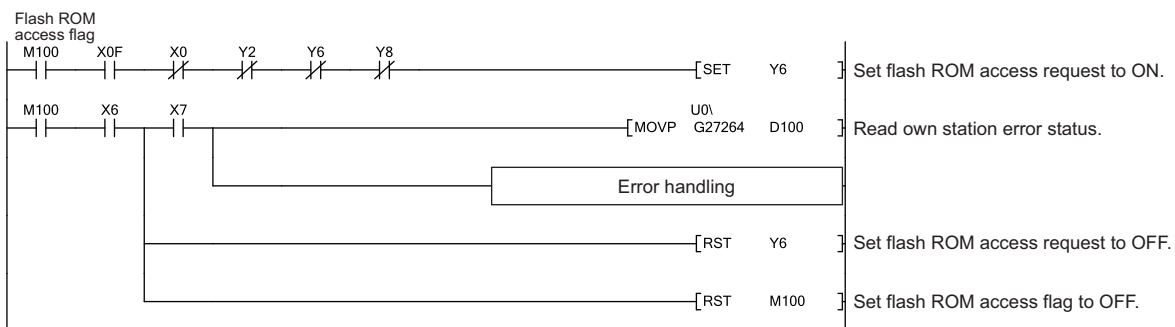 Flash ROM
access flag
M100 X0F X0 Y2 Y6 Y8
[SET Y6 ] Set flash ROM access request to ON.
M100 X6 X7
U0\
[MOVP G27264 D100 ] Read own station error status.
Error handling
[RST Y6 ] Set flash ROM access request to OFF.
[RST M100 ] Set flash ROM access flag to OFF.